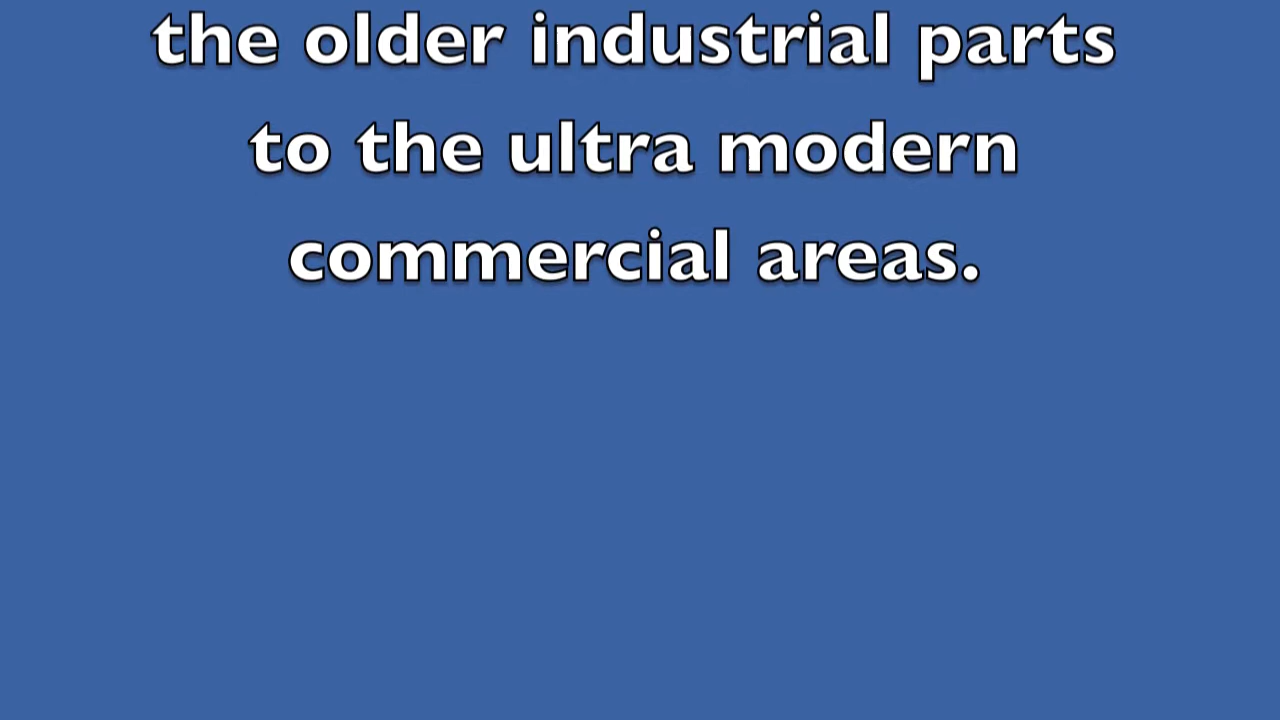 the older industrial parts
to the ultra modern
commercial areas.